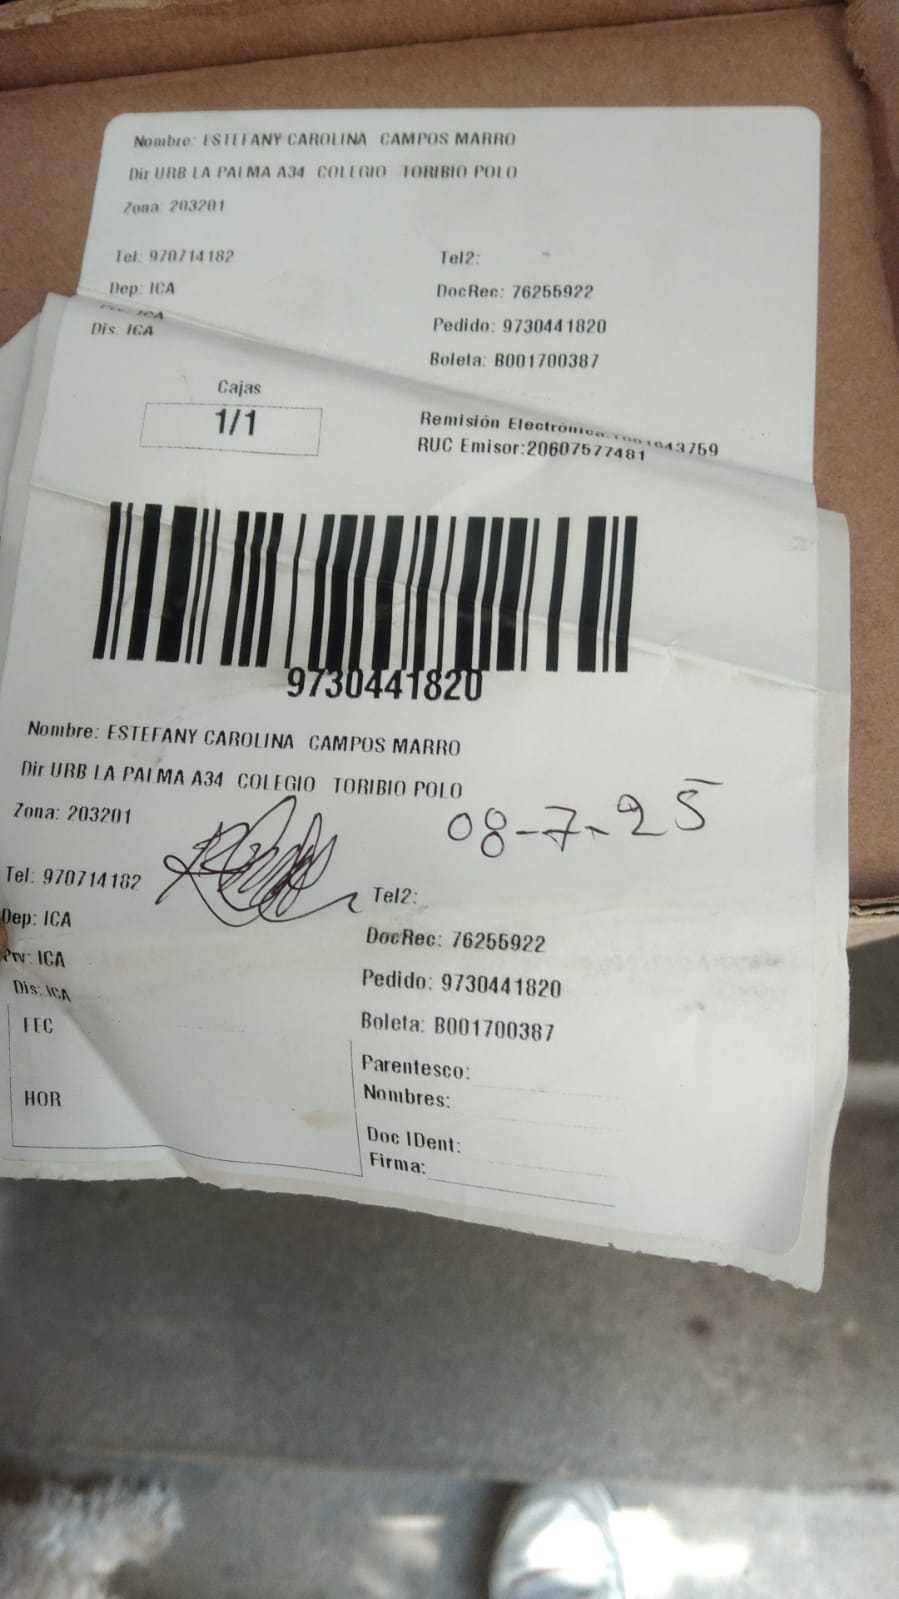 Nombre: ESTEFANY CAROLINA CAMPOS MARRO
Dir URB LA PALMA A34 COLEGIO TORIBIO POLO
Zona: 203201
Tel: 970714182 Tel2:
Dep: ICA DocRec: 76255922
ICA Pedido: 9730441820
Dis: ICA Boleta: B001700387
Cajas
1/1
Remisión Electrónica:
RUC Emisor:20607577481
9730441820
Nombre: ESTEFANY CAROLINA CAMPOS MARRO
Dir URB LA PALMA A34 COLEGIO TORIBIO POLO
Zona: 203201
08-7-25
Tel: 970714182 Tel2:
Dep: ICA DocRec: 76255922
Prv: ICA Pedido: 9730441820
Dis: ICA
FEC Boleta: B001700387
Parentesco:
HOR Nombres:
Doc IDent:
Firma: